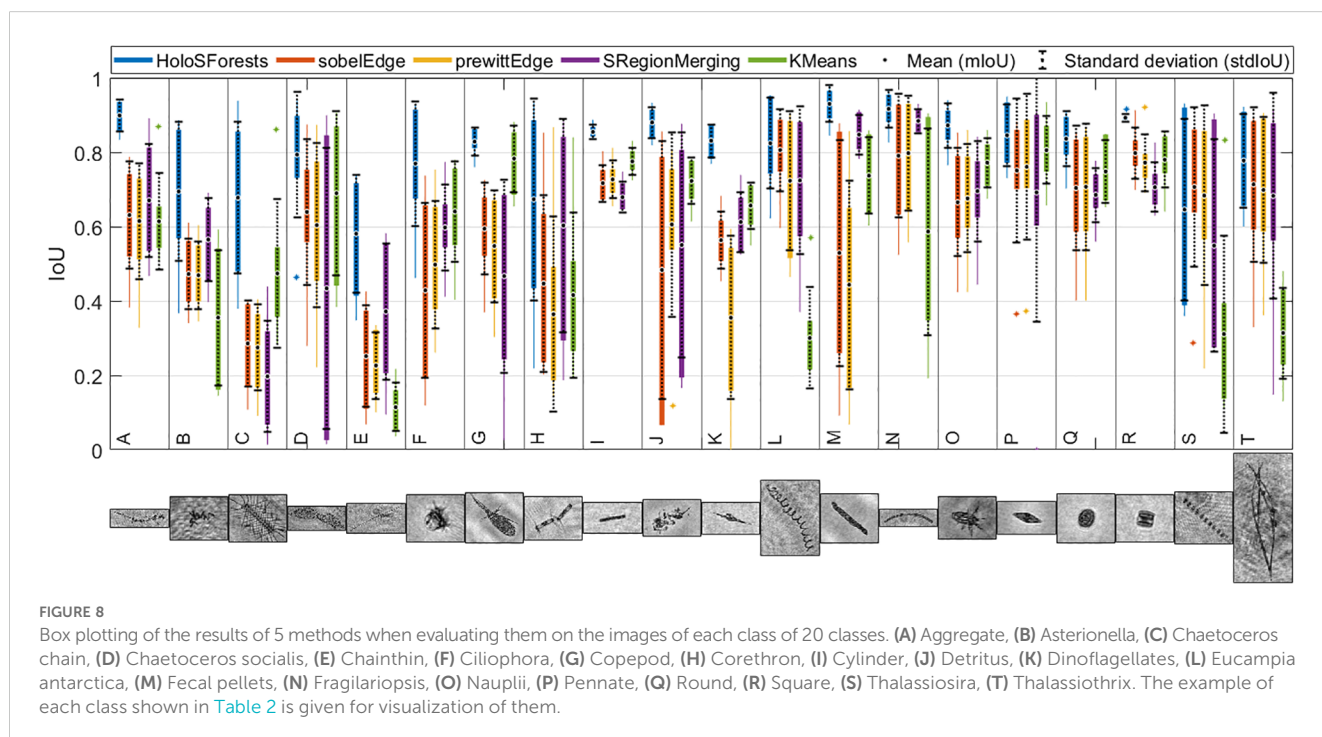 HoloSForests sobelEdge prewittEdge SRegionMerging KMeans Mean (mIoU) Standard deviation (stdIoU)
1
0.8
0.6
0.4
0.2
0
IoU
A B C D E F G H I J K L M N O P Q R S T
FIGURE 8
Box plotting of the results of 5 methods when evaluating them on the images of each class of 20 classes. (A) Aggregate, (B) Asterionella, (C) Chaetoceros
chain, (D) Chaetoceros socialis, (E) Chainthin, (F) Ciliophora, (G) Copepod, (H) Corethron, (I) Cylinder, (J) Detritus, (K) Dinoflagellates, (L) Eucampia
antarctica, (M) Fecal pellets, (N) Fragilariopsis, (O) Nauplii, (P) Pennate, (Q) Round, (R) Square, (S) Thalassiosira, (T) Thalassiothrix. The example of
each class shown in Table 2 is given for visualization of them.